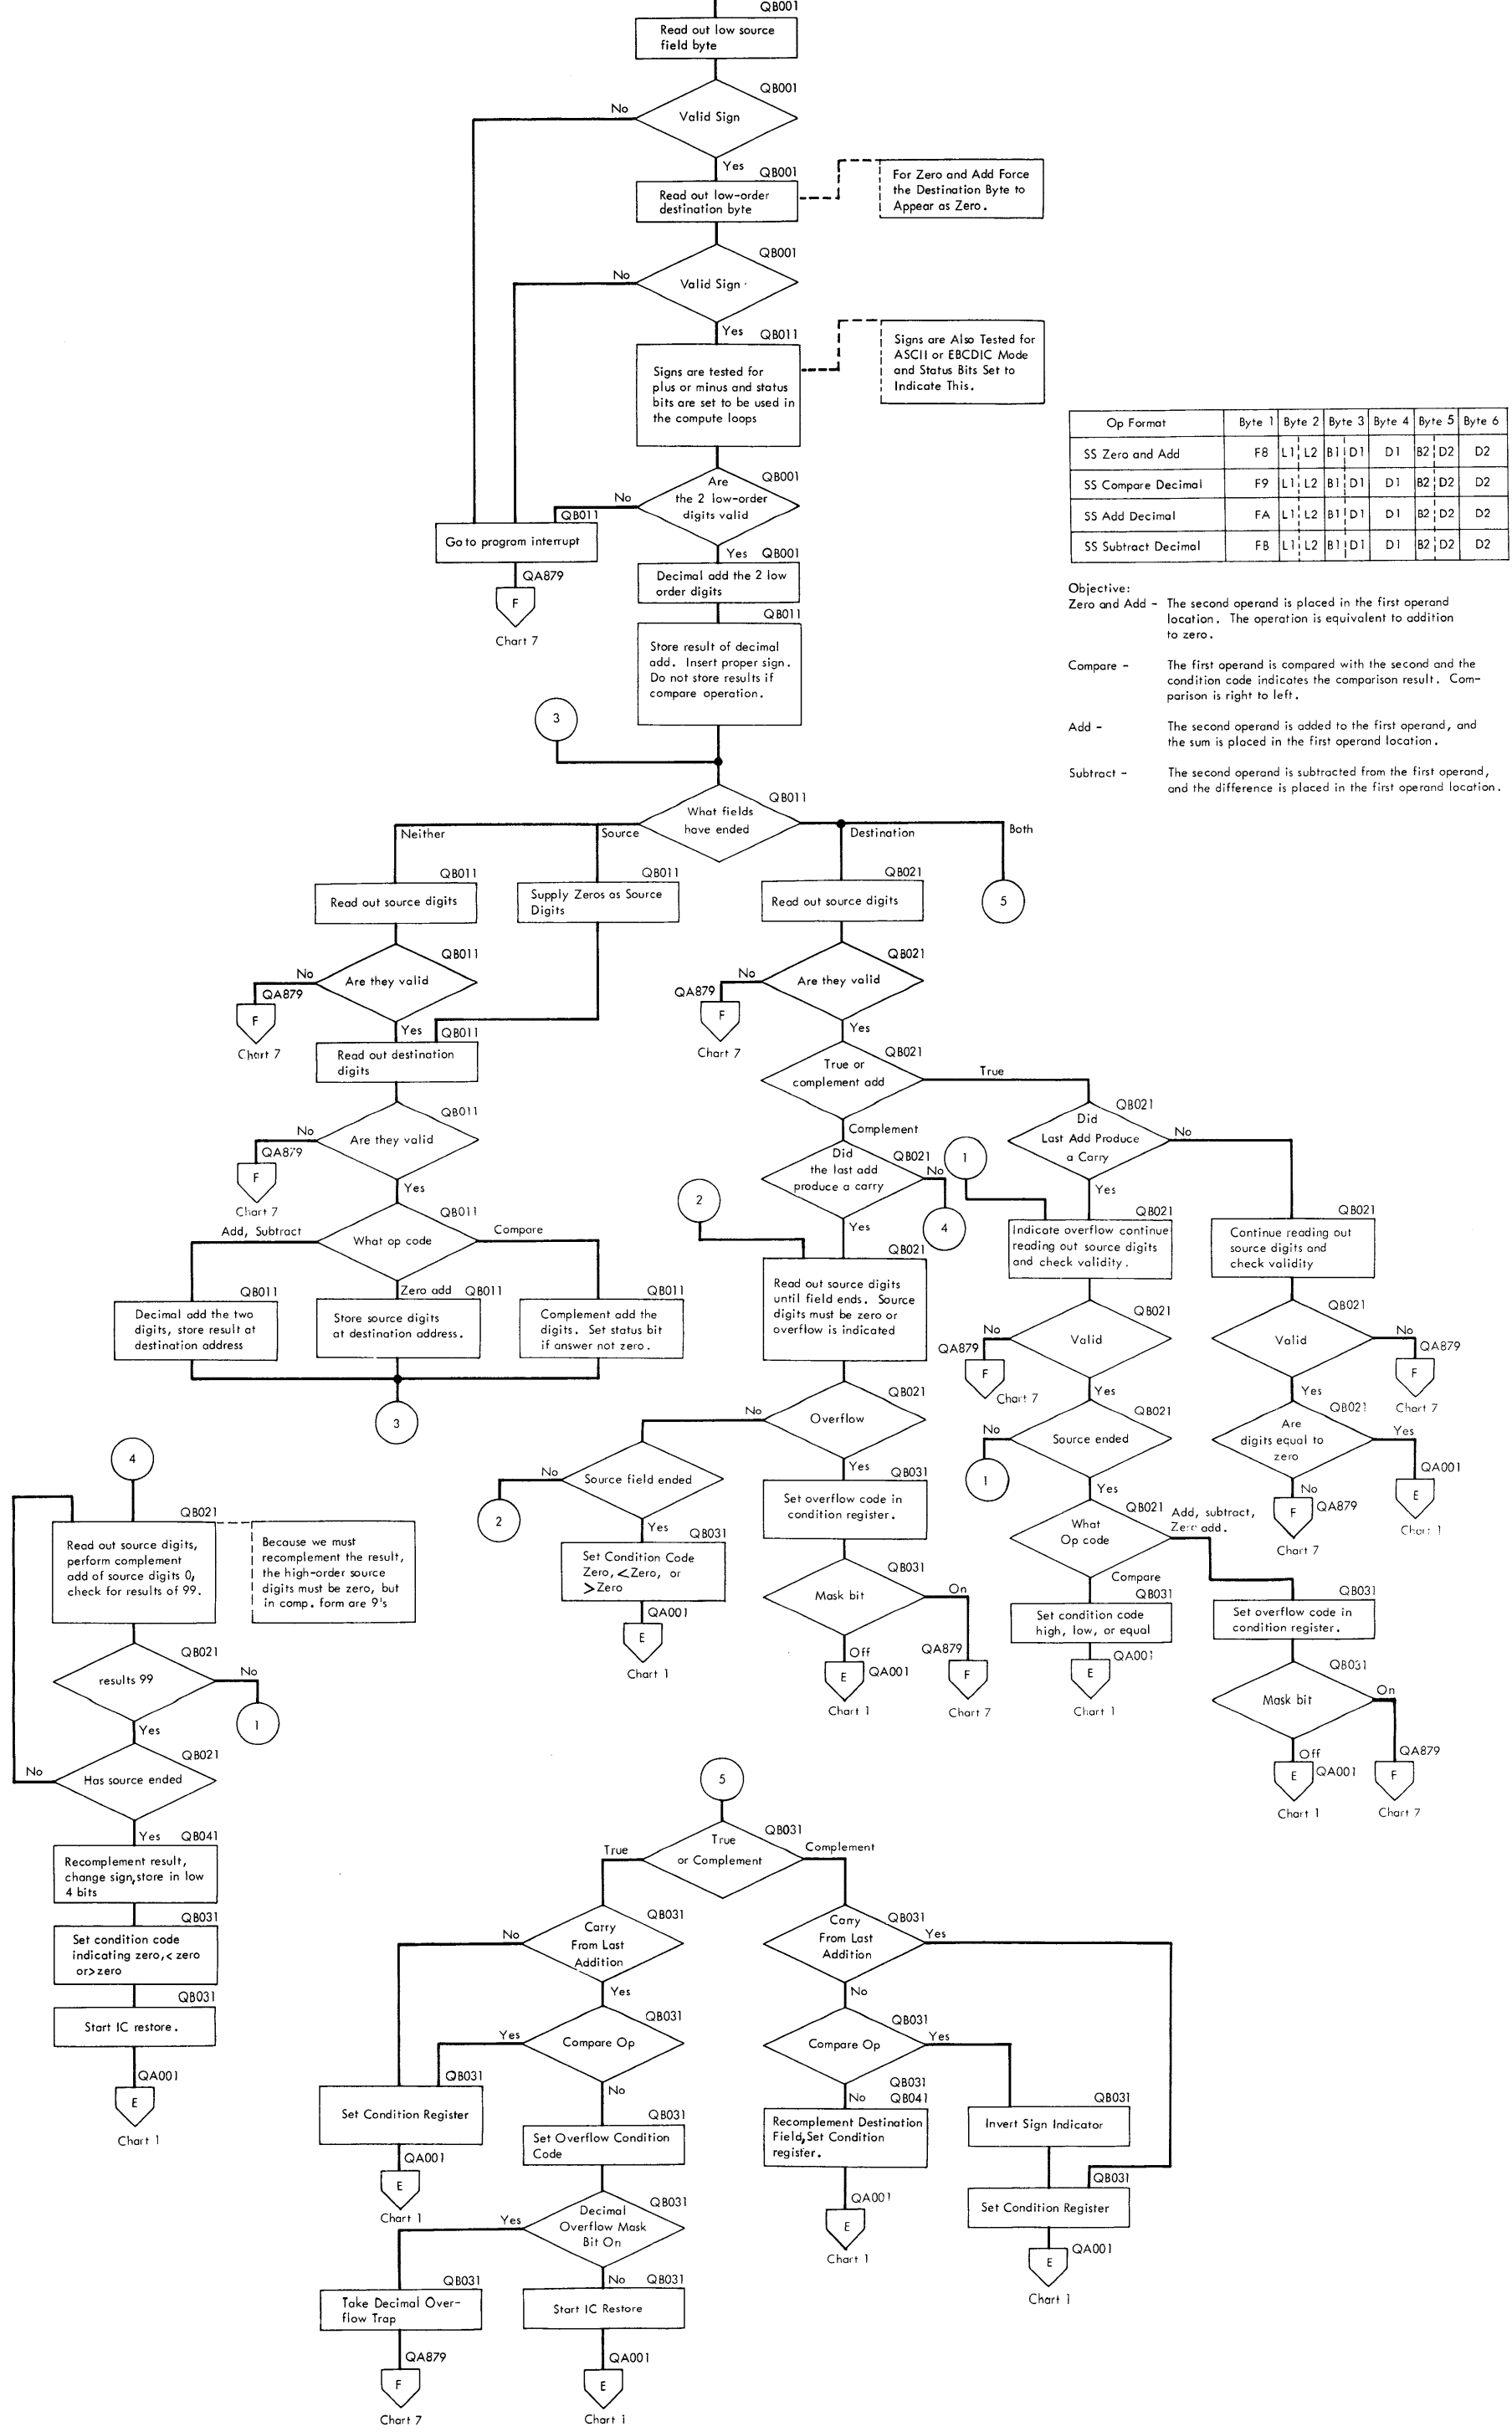 QB001
Read out low source
field byte
QB001
No
Valid Sign
Yes
QB001
Read out low-order
destination byte
For Zero and Add Force
the Destination Byte to
Appear as Zero.
QB001
No
Valid Sign
Yes
QB011
Signs are tested for
plus or minus and status
bits are set to be used in
the compute loops
Signs are Also Tested for
ASCII or EBCDIC Mode
and Status Bits Set to
Indicate This.
Op Format Byte 1 Byte 2 Byte 3 Byte 4 Byte 5 Byte 6
SS Zero and Add F8 L1 L2 B1 D1 D1 B2 D2 D2
SS Compare Decimal F9 L1 L2 B1 D1 D1 B2 D2 D2
SS Add Decimal FA L1 L2 B1 D1 D1 B2 D2 D2
SS Subtract Decimal FB L1 L2 B1 D1 D1 B2 D2 D2
QB001
Are
the 2 low-order
digits valid
No
QB011
Go to program interrupt
QA879
F
Chart 7
Yes
QB001
Decimal add the 2 low
order digits
QB011
Store result of decimal
add. Insert proper sign.
Do not store results if
compare operation.
Objective:
Zero and Add - The second operand is placed in the first operand
location. The operation is equivalent to addition
to zero.
Compare - The first operand is compared with the second and the
condition code indicates the comparison result. Com-
parison is right to left.
Add - The second operand is added to the first operand, and
the sum is placed in the first operand location.
Subtract - The second operand is subtracted from the first operand,
and the difference is placed in the first operand location.
3
QB011
What fields
have ended
Neither
Source
Destination
Both
QB011
Read out source digits
QB011
Supply Zeros as Source
Digits
QB021
Read out source digits
5
QB011
No
Are they valid
QA879
F
Chart 7
Yes
QB011
Read out destination
digits
QB011
No
Are they valid
QA879
F
Chart 7
Yes
QB011
Add, Subtract
What op code
Compare
Zero add
QB011
Decimal add the two
digits, store result at
destination address
QB011
Store source digits
at destination address.
QB011
Complement add the
digits. Set status bit
if answer not zero.
3
QB021
No
Are they valid
QA879
F
Chart 7
Yes
QB021
True or
complement add
True
Complement
QB021
Did
the last add
produce a carry
No
4
Yes
2
QB021
Read out source digits
until field ends. Source
digits must be zero or
overflow is indicated
QB021
Overflow
No
Source field ended
No
2
Yes
QB031
Set Condition Code
Zero, <Zero, or
>Zero
QA001
E
Chart 1
Yes
QB031
Set overflow code in
condition register.
Mask bit
On
QA879
F
Chart 7
Off
E
QA001
Chart 1
QB021
Did
Last Add Produce
a Carry
No
Yes
1
QB021
Indicate overflow continue
reading out source digits
and check validity.
QB021
No
Valid
QA879
F
Chart 7
Yes
QB021
No
Source ended
1
Yes
QB021
What
Op code
Add, subtract,
Zero add.
Compare
QB031
Set condition code
high, low, or equal
QA001
E
Chart 1
QB031
Set overflow code in
condition register.
QB031
Mask bit
On
QA879
F
Chart 7
Off
E
QA001
Chart 1
QB021
Continue reading out
source digits and
check validity
QB021
Valid
No
QA879
F
Chart 7
Yes
QB021
Are
digits equal to
zero
Yes
QA001
E
Chart 1
No
F
QA879
Chart 7
4
QB021
Read out source digits,
perform complement
add of source digits 0,
check for results of 99.
Because we must
recomplement the result,
the high-order source
digits must be zero, but
in comp. form are 9's
QB021
results 99
No
1
Yes
QB021
Has source ended
No
Yes
QB041
Recomplement result,
change sign,store in low
4 bits
QB031
Set condition code
indicating zero,< zero
or> zero
QB031
Start IC restore.
QA001
E
Chart 1
5
QB031
True
or Complement
True
Complement
QB031
Carry
From Last
Addition
No
Yes
QB031
Compare Op
Yes
QB031
Set Condition Register
QA001
E
Chart 1
No
QB031
Set Overflow Condition
Code
QB031
Decimal
Overflow Mask
Bit On
Yes
QB031
Take Decimal Over-
flow Trap
QA879
F
Chart 7
No
QB031
Start IC Restore
QA001
E
Chart 1
QB031
Carry
From Last
Addition
Yes
No
QB031
Compare Op
Yes
QB031
No
QB041
Recomplement Destination
Field,Set Condition
register.
QA001
E
Chart 1
QB031
Invert Sign Indicator
QB031
Set Condition Register
QA001
E
Chart 1